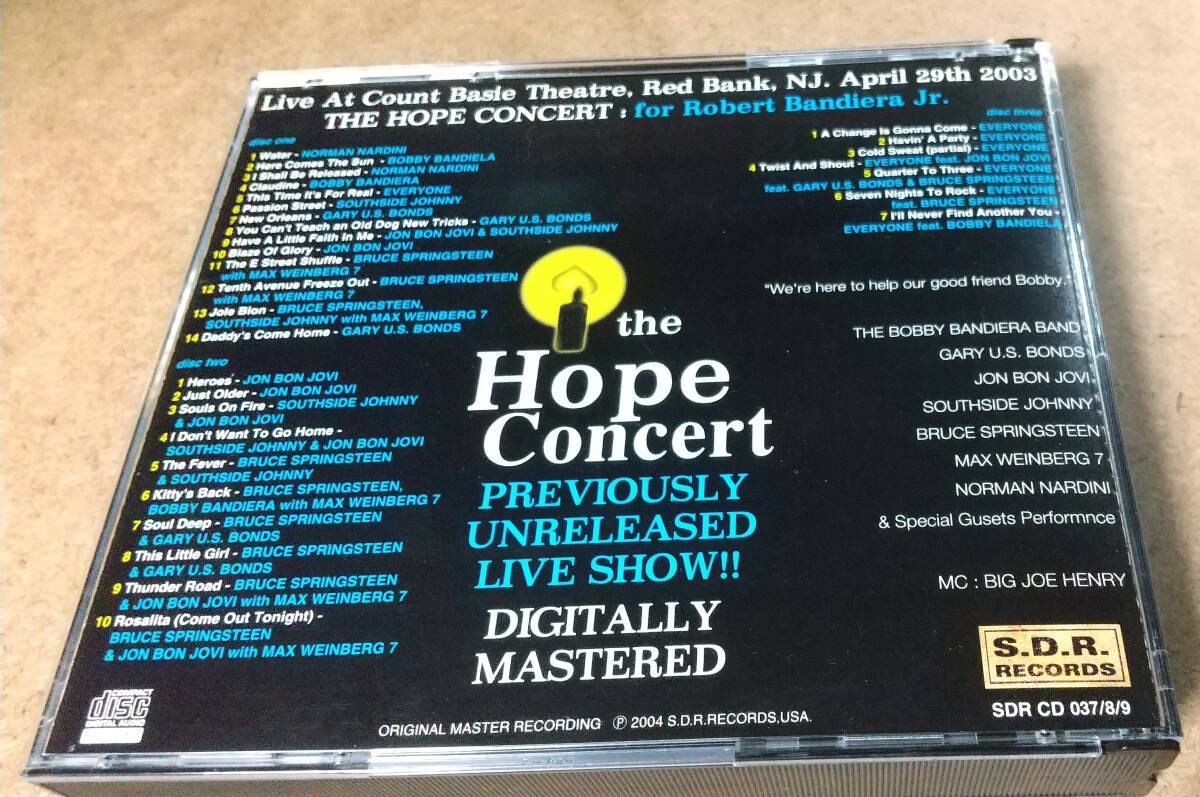 Live At Count Basie Theatre, Red Bank, NJ. April 29th 2003
THE HOPE CONCERT : for Robert Bandiera Jr.
disc one
1 Water - NORMAN NARDINI
2 Here Comes The Sun - BOBBY BANDIELA
3 I Shall Be Released - NORMAN NARDINI
4 Claudine - BOBBY BANDIERA
5 This Time It's For Real - EVERYONE
6 Passion Street - SOUTHSIDE JOHNNY
7 New Orleans - GARY U.S. BONDS
8 You Can't Teach an Old Dog New Tricks - GARY U.S. BONDS
9 Have A Little Faith In Me - JON BON JOVI & SOUTHSIDE JOHNNY
10 Blaze Of Glory - JON BON JOVI
11 The E Street Shuffle - BRUCE SPRINGSTEEN
with MAX WEINBERG 7
12 Tenth Avenue Freeze Out - BRUCE SPRINGSTEEN
with MAX WEINBERG 7
13 Jole Blon - BRUCE SPRINGSTEEN,
SOUTHSIDE JOHNNY with MAX WEINBERG 7
14 Daddy's Come Home - GARY U.S. BONDS
disc two
1 Heroes - JON BON JOVI
2 Just Older - JON BON JOVI
3 Souls On Fire - SOUTHSIDE JOHNNY
& JON BON JOVI
4 I Don't Want To Go Home -
SOUTHSIDE JOHNNY & JON BON JOVI
5 The Fever - BRUCE SPRINGSTEEN
& SOUTHSIDE JOHNNY
6 Kitty's Back - BRUCE SPRINGSTEEN,
BOBBY BANDIERA with MAX WEINBERG 7
7 Soul Deep - BRUCE SPRINGSTEEN
& GARY U.S. BONDS
8 This Little Girl - BRUCE SPRINGSTEEN
& GARY U.S. BONDS
9 Thunder Road - BRUCE SPRINGSTEEN
& JON BON JOVI with MAX WEINBERG 7
10 Rosalita (Come Out Tonight) -
BRUCE SPRINGSTEEN
& JON BON JOVI with MAX WEINBERG 7
disc three
1 A Change Is Gonna Come - EVERYONE
2 Havin' A Party - EVERYONE
3 Cold Sweat (partial) - EVERYONE
4 Twist And Shout - EVERYONE feat. JON BON JOVI
5 Quarter To Three - EVERYONE
feat. GARY U.S. BONDS & BRUCE SPRINGSTEEN
6 Seven Nights To Rock - EVERYONE
feat. BRUCE SPRINGSTEEN
7 I'll Never Find Another You -
EVERYONE feat. BOBBY BANDIELA
the
Hope
Concert
PREVIOUSLY
UNRELEASED
LIVE SHOW!!
DIGITALLY
MASTERED
"We're here to help our good friend Bobby."
THE BOBBY BANDIERA BAND
GARY U.S. BONDS
JON BON JOVI
SOUTHSIDE JOHNNY
BRUCE SPRINGSTEEN
MAX WEINBERG 7
NORMAN NARDINI
& Special Gusets Performnce
MC : BIG JOE HENRY
S.D.R.
RECORDS
SDR CD 037/8/9
COMPACT
disc
DIGITAL AUDIO
ORIGINAL MASTER RECORDING ℗ 2004 S.D.R.RECORDS,USA.